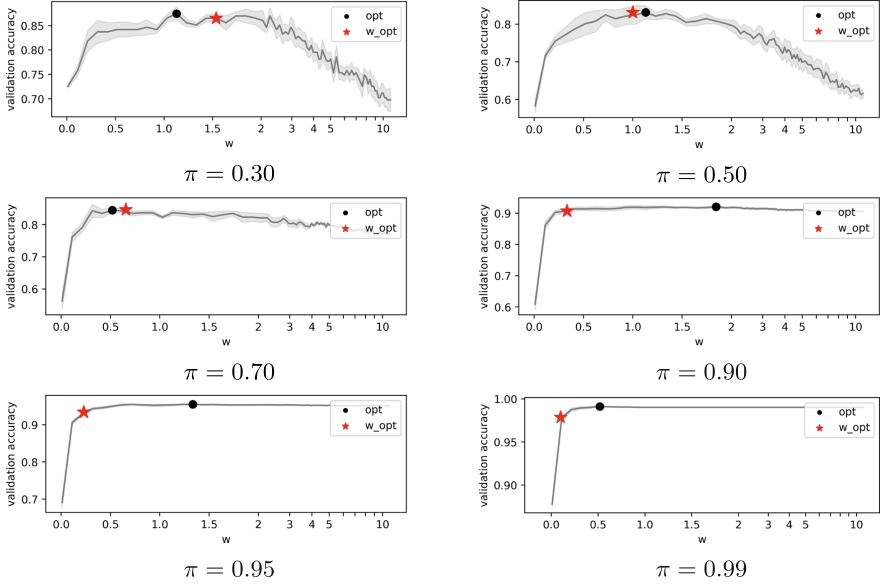 validation accuracy
0.85
0.80
0.75
0.70
0.0 0.5 1.0 1.5 2 3 4 5 10
w
opt
w_opt
π = 0.30
validation accuracy
0.8
0.7
0.6
0.0 0.5 1.0 1.5 2 3 4 5 10
w
opt
w_opt
π = 0.50
validation accuracy
0.8
0.7
0.6
0.0 0.5 1.0 1.5 2 3 4 5 10
w
opt
w_opt
π = 0.70
validation accuracy
0.9
0.8
0.7
0.6
0.0 0.5 1.0 1.5 2 3 4 5 10
w
opt
w_opt
π = 0.90
validation accuracy
0.9
0.8
0.7
0.0 0.5 1.0 1.5 2 3 4 5 10
w
opt
w_opt
π = 0.95
validation accuracy
1.00
0.95
0.90
0.0 0.5 1.0 1.5 2 3 4 5 10
w
opt
w_opt
π = 0.99